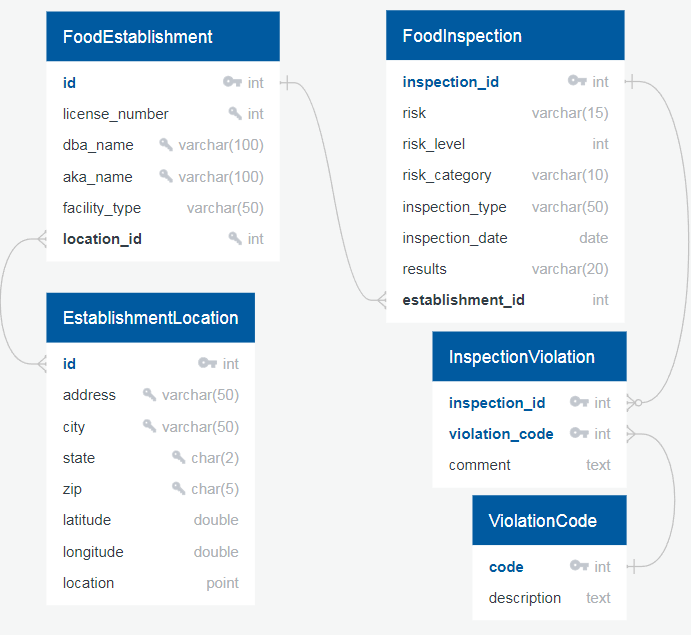 FoodEstablishment
id int
license_number int
dba_name varchar(100)
aka_name varchar(100)
facility_type varchar(50)
location_id int
EstablishmentLocation
id int
address varchar(50)
city varchar(50)
state char(2)
zip char(5)
latitude double
longitude double
location point
FoodInspection
inspection_id int
risk varchar(15)
risk_level int
risk_category varchar(10)
inspection_type varchar(50)
inspection_date date
results varchar(20)
establishment_id int
InspectionViolation
inspection_id int
violation_code int
comment text
ViolationCode
code int
description text